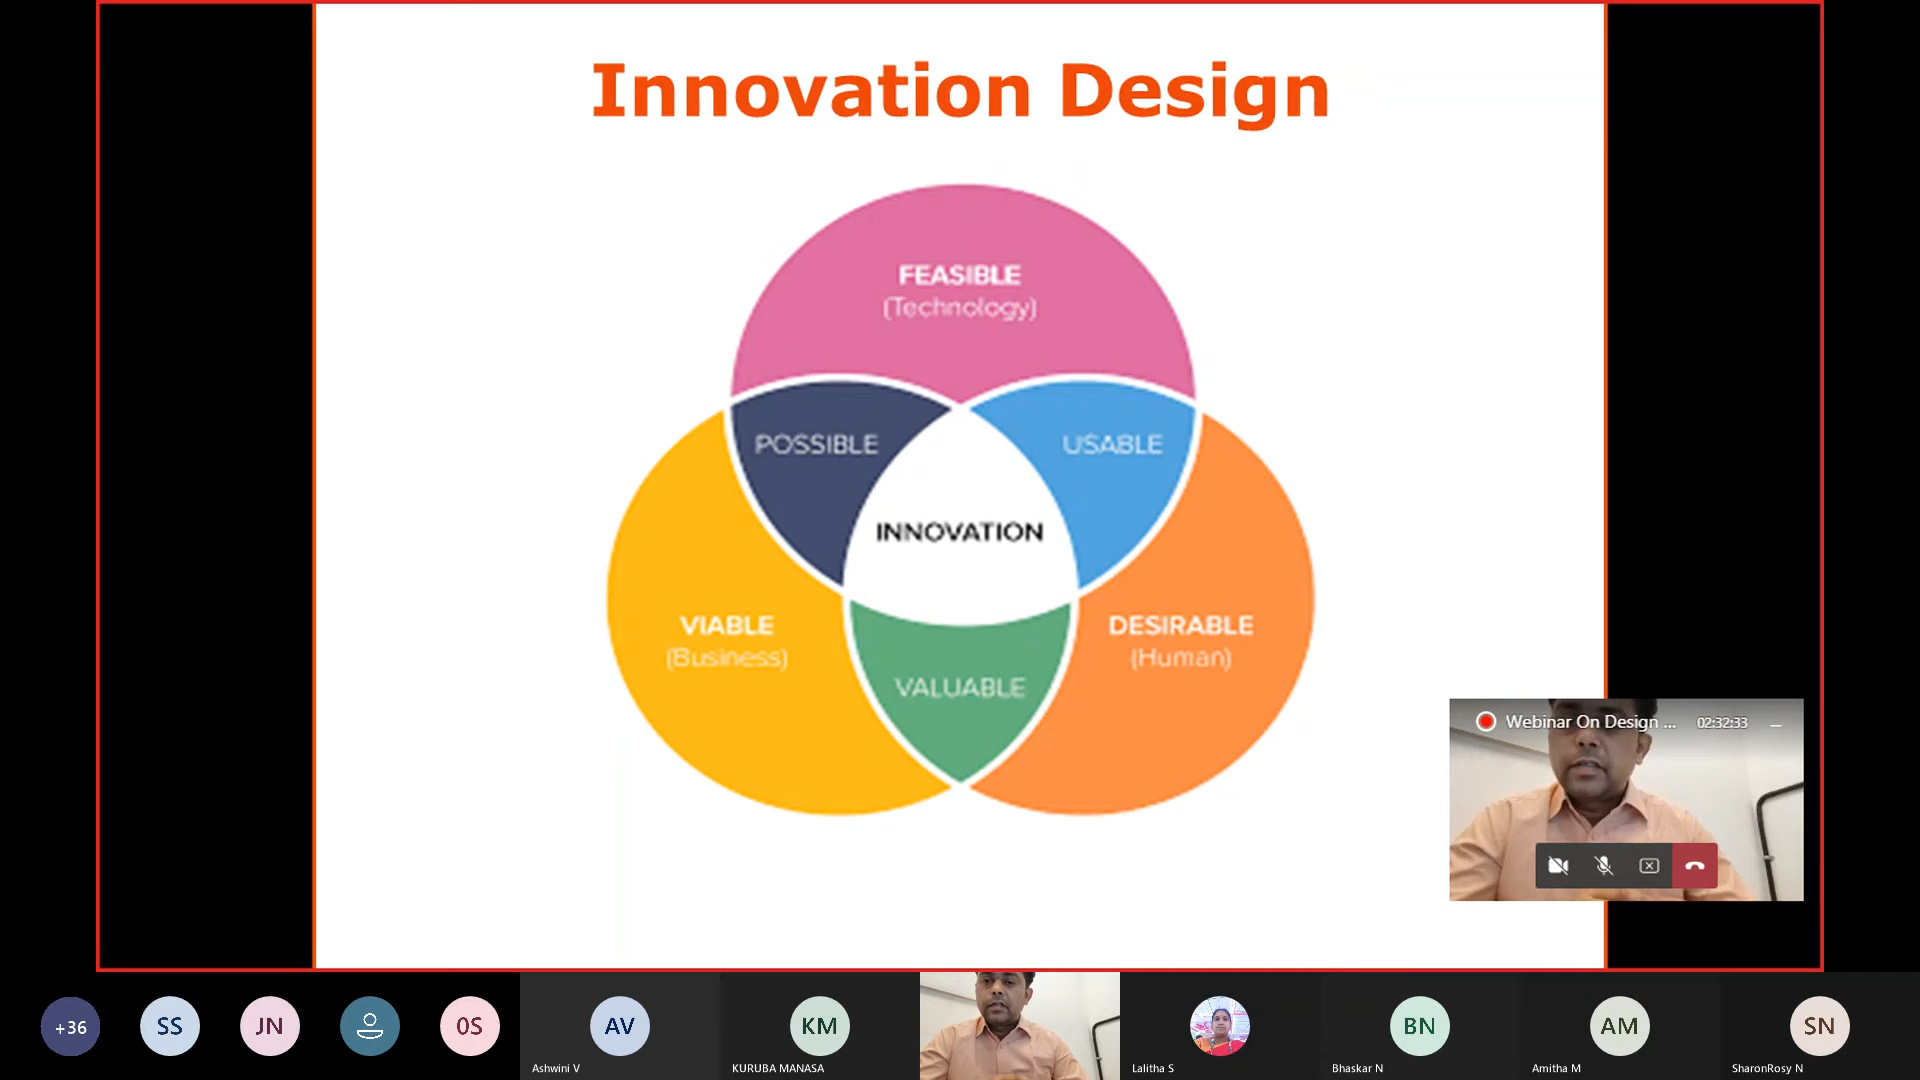 Innovation Design
FEASIBLE
(Technology)
POSSIBLE
USABLE
INNOVATION
VIABLE
(Business)
DESIRABLE
(Human)
VALUABLE
Webinar On Design ... 02:32:33
+36
SS
JN
0S
AV
KM
BN
AM
SN
Ashwini V
KURUBA MANASA
Lalitha S
Bhaskar N
Amitha M
SharonRosy N